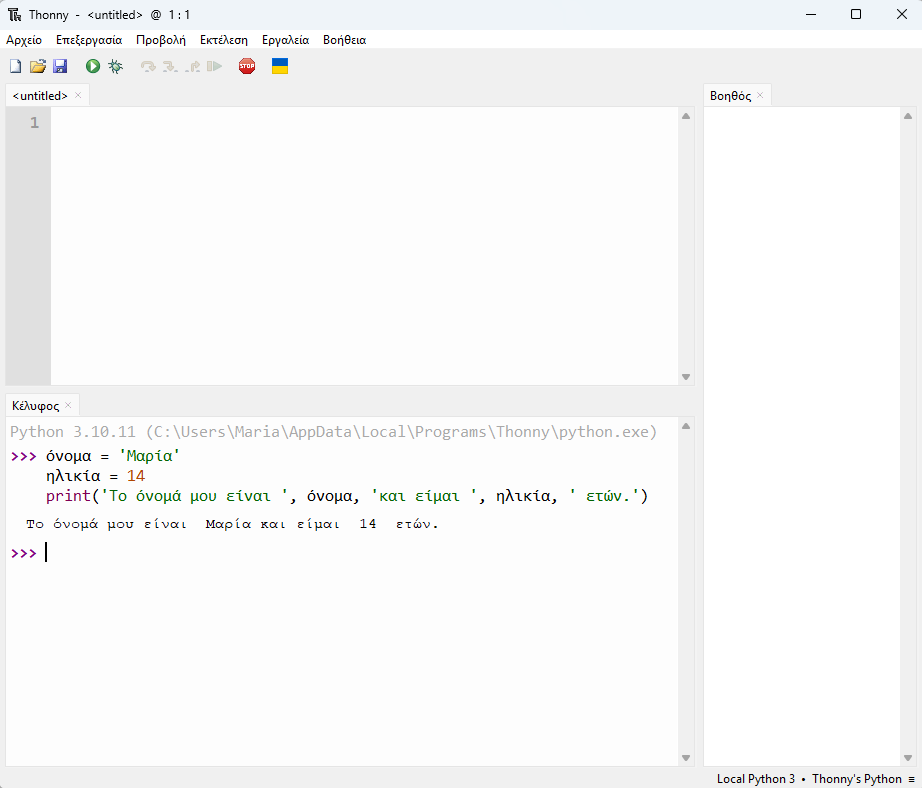 Thonny - <untitled> @ 1 : 1
Αρχείο Επεξεργασία Προβολή Εκτέλεση Εργαλεία Βοήθεια
STOP
<untitled> ×
Βοηθός ×
1
Κέλυφος ×
Python 3.10.11 (C:\Users\Maria\AppData\Local\Programs\Thonny\python.exe)
>>> όνομα = 'Μαρία'
ηλικία = 14
print('Το όνομά μου είναι ', όνομα, 'και είμαι ', ηλικία, ' ετών.')
Το όνομά μου είναι  Μαρία και είμαι  14  ετών.
>>>
Local Python 3 • Thonny's Python ≡